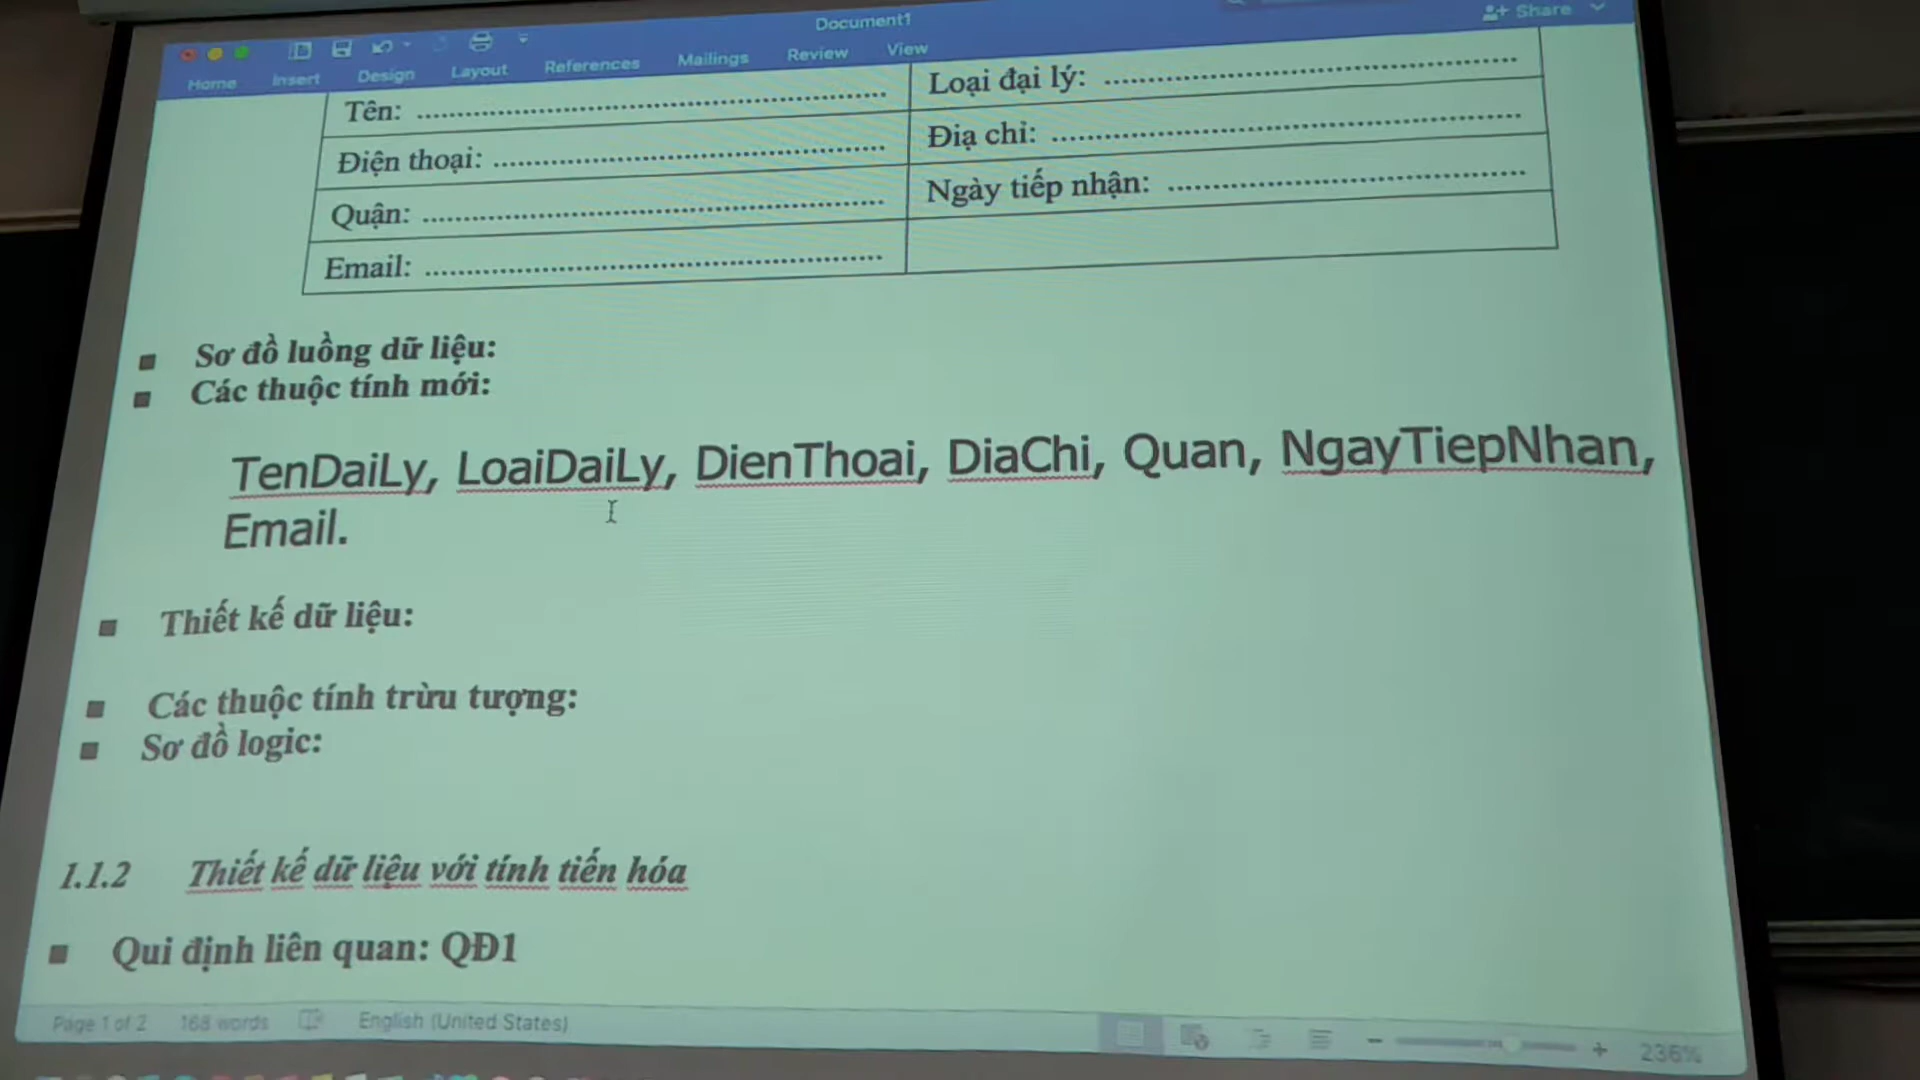 Document1
Share
Home Insert Design Layout References Mailings Review View
Tên: ........................................ Loại đại lý: ........................................
Điện thoại: ........................................ Địa chỉ: ........................................
Quận: ........................................ Ngày tiếp nhận: ........................................
Email: ........................................
Sơ đồ luồng dữ liệu:
Các thuộc tính mới:
TenDaiLy, LoaiDaiLy, DienThoai, DiaChi, Quan, NgayTiepNhan,
Email.
Thiết kế dữ liệu:
Các thuộc tính trừu tượng:
Sơ đồ logic:
1.1.2 Thiết kế dữ liệu với tính tiến hóa
Qui định liên quan: QĐ1
Page 1 of 2 168 words English (United States) 236%